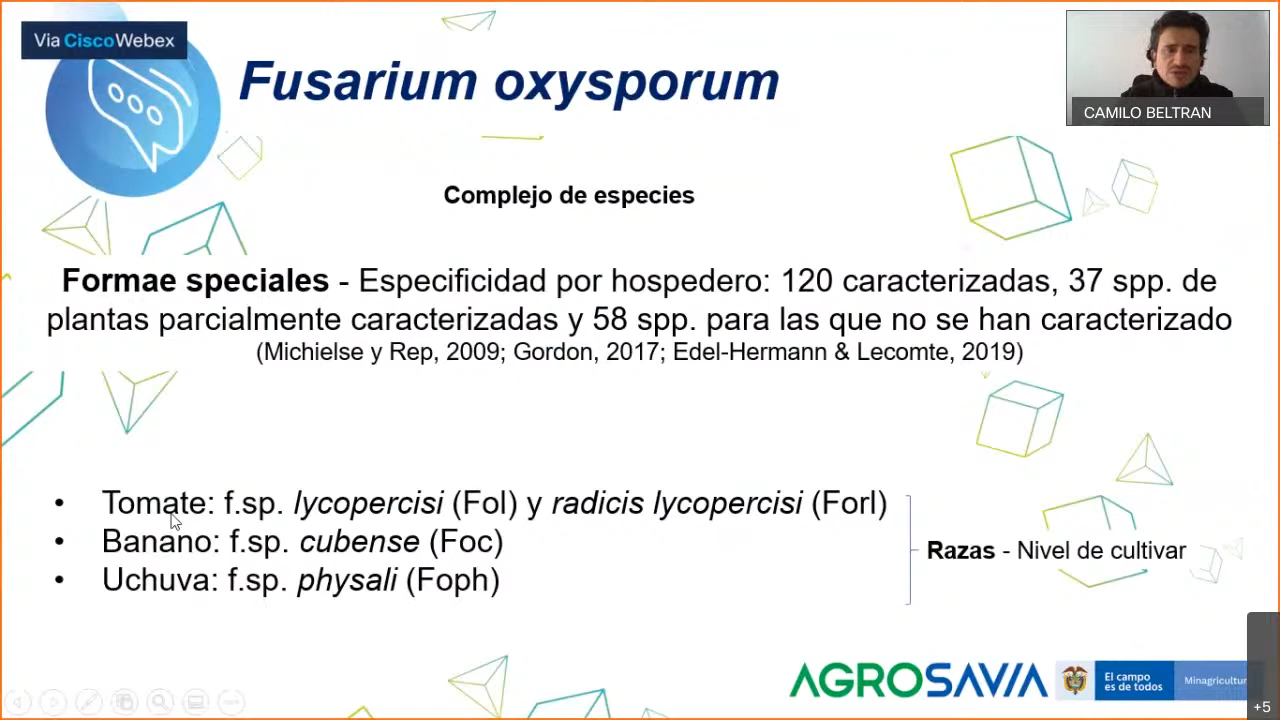 Via CiscoWebex
Fusarium oxysporum
CAMILO BELTRAN
Complejo de especies
Formae speciales - Especificidad por hospedero: 120 caracterizadas, 37 spp. de
plantas parcialmente caracterizadas y 58 spp. para las que no se han caracterizado
(Michielse y Rep, 2009; Gordon, 2017; Edel-Hermann & Lecomte, 2019)
• Tomate: f.sp. lycopercisi (Fol) y radicis lycopercisi (Forl)
• Banano: f.sp. cubense (Foc)
• Uchuva: f.sp. physali (Foph)
Razas - Nivel de cultivar
AGROSAVIA
El campo
es de todos
Minagricultur
+5